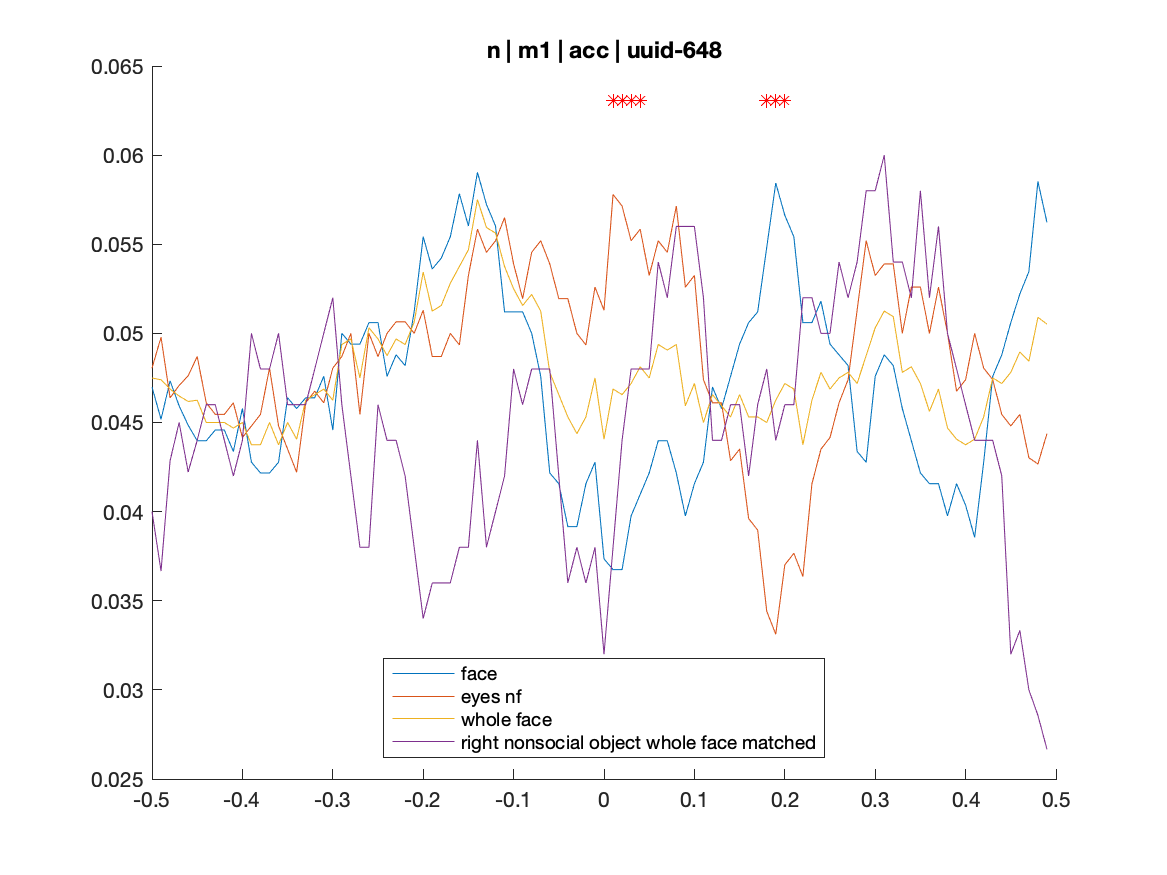 n | m1 | acc | uuid-648
0.065
0.06
0.055
0.05
0.045
0.04
0.035
0.03
0.025
face
eyes nf
whole face
right nonsocial object whole face matched
-0.5 -0.4 -0.3 -0.2 -0.1 0 0.1 0.2 0.3 0.4 0.5